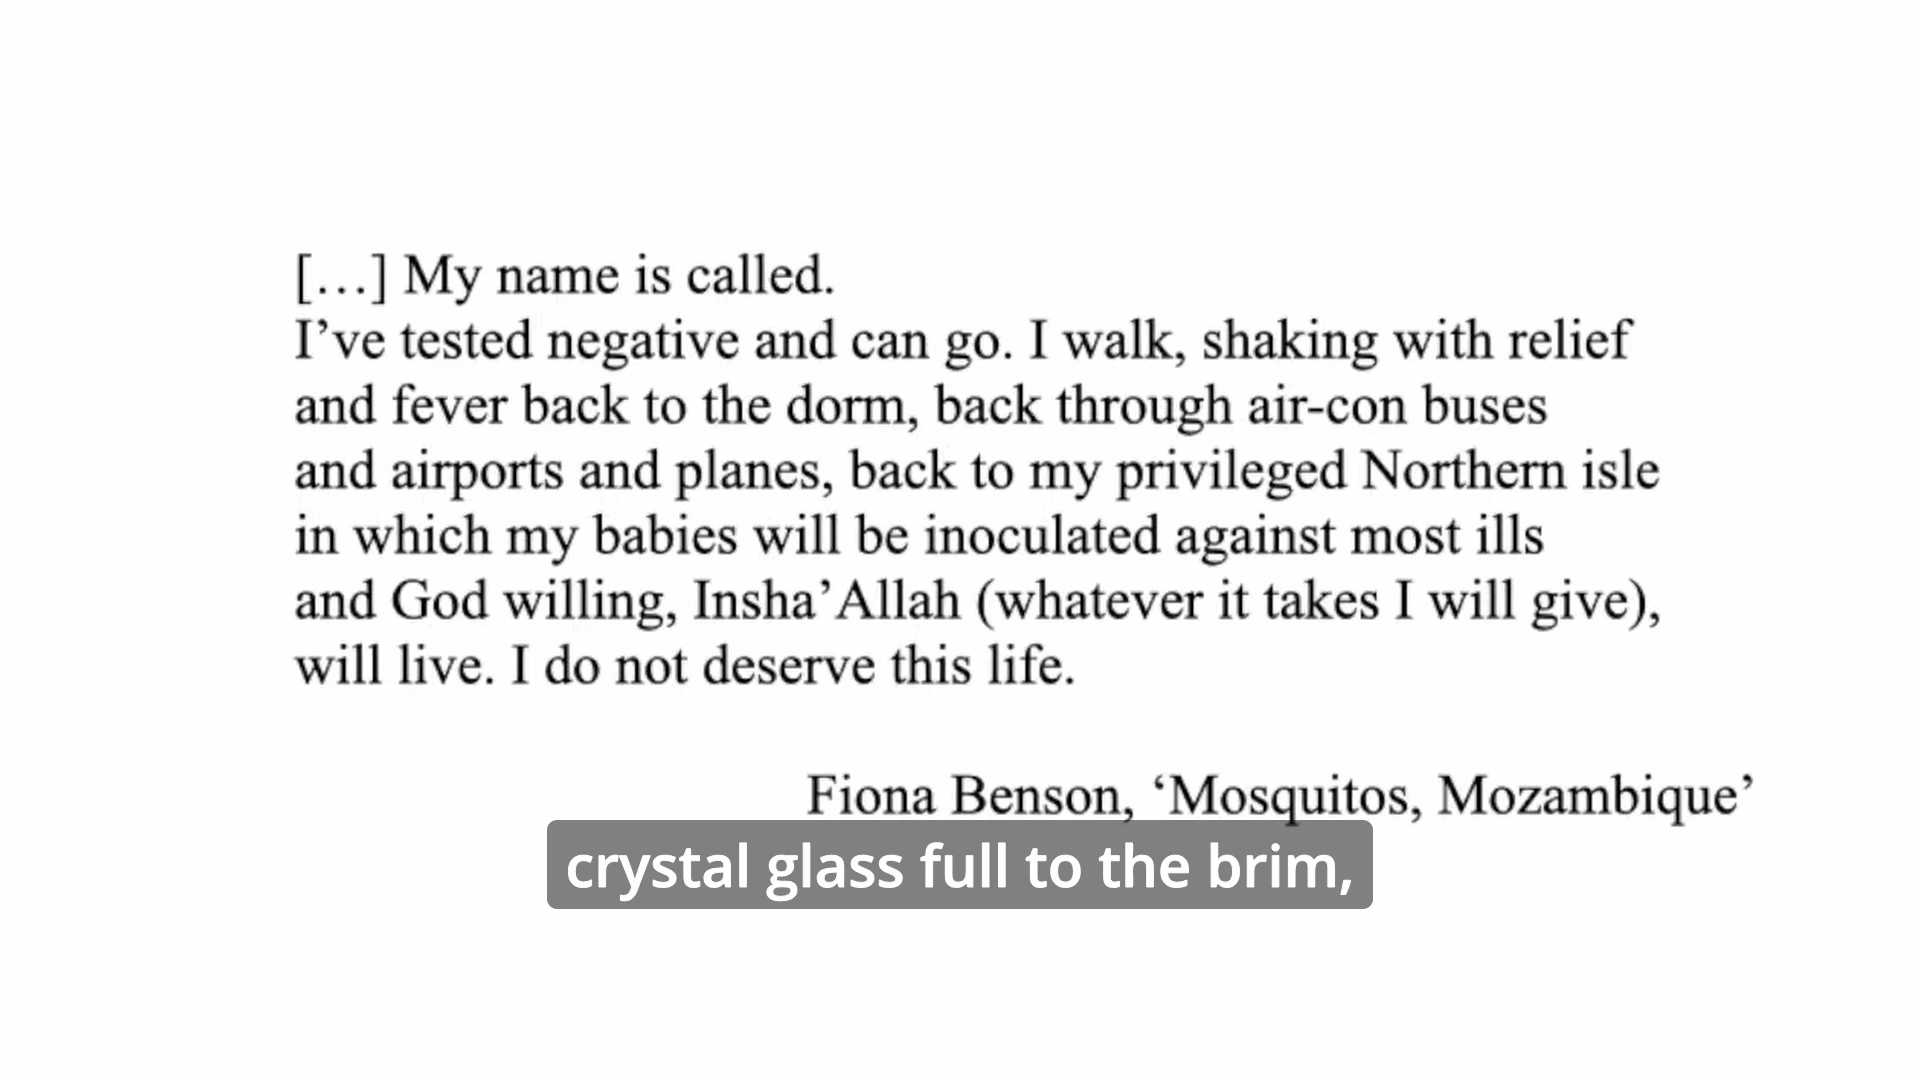 […] My name is called.
I’ve tested negative and can go. I walk, shaking with relief
and fever back to the dorm, back through air-con buses
and airports and planes, back to my privileged Northern isle
in which my babies will be inoculated against most ills
and God willing, Insha’Allah (whatever it takes I will give),
will live. I do not deserve this life.
Fiona Benson, ‘Mosquitos, Mozambique’
crystal glass full to the brim,